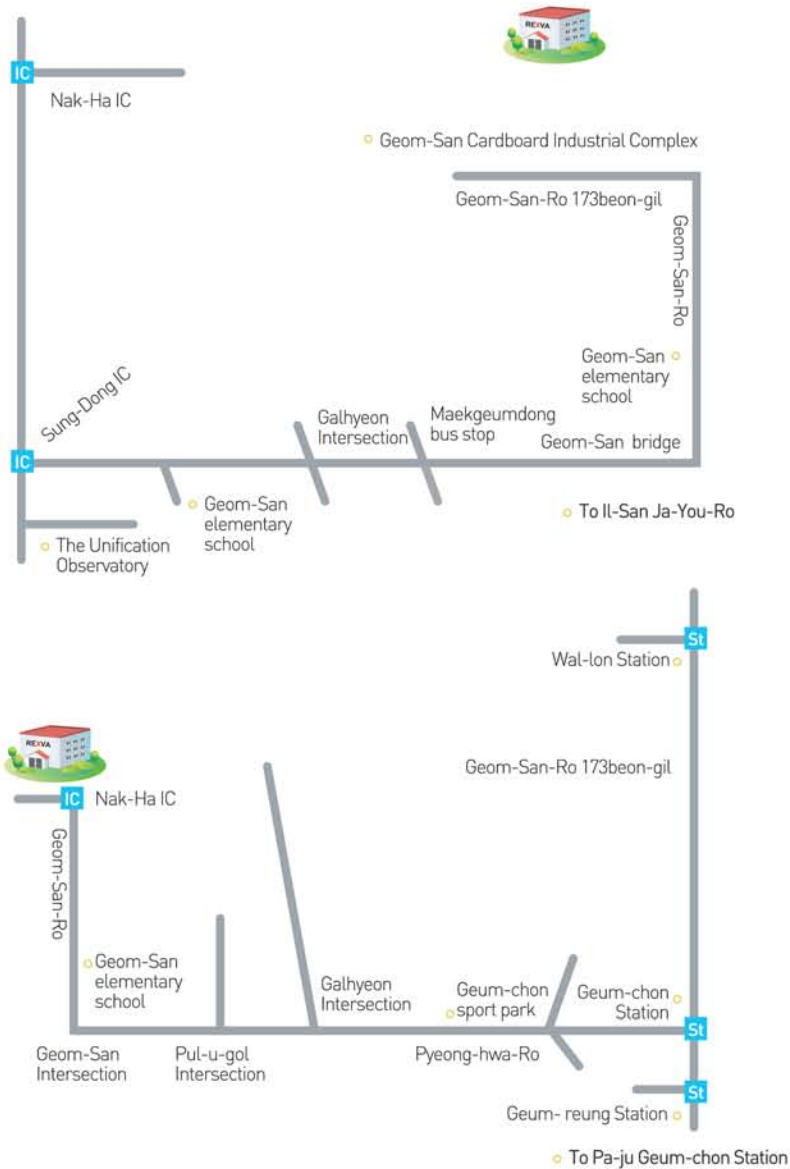 REXVA
IC
Nak-Ha IC
Geom-San Cardboard Industrial Complex
Geom-San-Ro 173beon-gil
Geom-San-Ro
Geom-San
elementary
school
Sung-Dong IC
Galhyeon
Intersection
Maekgeumdong
bus stop
Geom-San bridge
IC
Geom-San
elementary
school
To Il-San Ja-You-Ro
The Unification
Observatory
St
Wal-lon Station
REXVA
Geom-San-Ro 173beon-gil
IC
Nak-Ha IC
Geom-San-Ro
Geom-San
elementary
school
Galhyeon
Intersection
Geum-chon
sport park
Geum-chon
Station
St
Geom-San
Intersection
Pul-u-gol
Intersection
Pyeong-hwa-Ro
St
Geum- reung Station
To Pa-ju Geum-chon Station